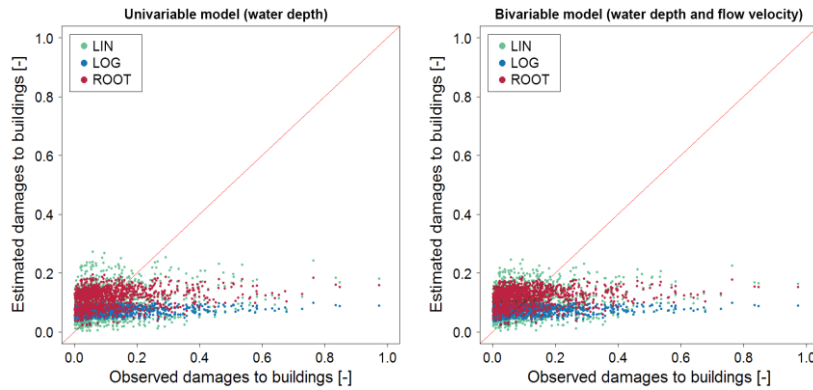 Univariable model (water depth)
1.0
0.8
0.6
0.4
0.2
0.0
LIN
LOG
ROOT
Estimated damages to buildings [-]
0.0 0.2 0.4 0.6 0.8 1.0
Observed damages to buildings [-]
Bivariable model (water depth and flow velocity)
1.0
0.8
0.6
0.4
0.2
0.0
LIN
LOG
ROOT
Estimated damages to buildings [-]
0.0 0.2 0.4 0.6 0.8 1.0
Observed damages to buildings [-]